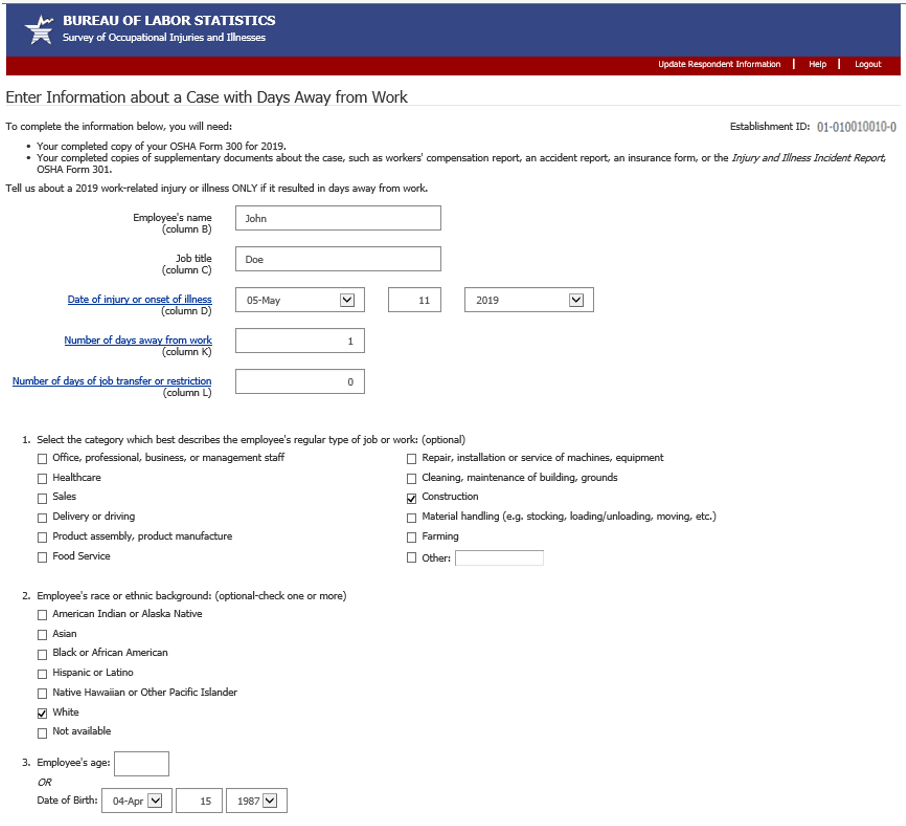 BUREAU OF LABOR STATISTICS
Survey of Occupational Injuries and Illnesses
Update Respondent Information | Help | Logout
Enter Information about a Case with Days Away from Work
To complete the information below, you will need:
Establishment ID: 01-010010010-0
• Your completed copy of your OSHA Form 300 for 2019.
• Your completed copies of supplementary documents about the case, such as workers' compensation report, an accident report, an insurance form, or the Injury and Illness Incident Report,
OSHA Form 301.
Tell us about a 2019 work-related injury or illness ONLY if it resulted in days away from work.
Employee's name John
(column B)
Job title Doe
(column C)
Date of injury or onset of illness 05-May 11 2019
(column D)
Number of days away from work 1
(column K)
Number of days of job transfer or restriction 0
(column L)
1. Select the category which best describes the employee's regular type of job or work: (optional)
Office, professional, business, or management staff
Healthcare
Sales
Delivery or driving
Product assembly, product manufacture
Food Service
Repair, installation or service of machines, equipment
Cleaning, maintenance of building, grounds
Construction
Material handling (e.g. stocking, loading/unloading, moving, etc.)
Farming
Other:
2. Employee's race or ethnic background: (optional-check one or more)
American Indian or Alaska Native
Asian
Black or African American
Hispanic or Latino
Native Hawaiian or Other Pacific Islander
White
Not available
3. Employee's age:
OR
Date of Birth: 04-Apr 15 1987